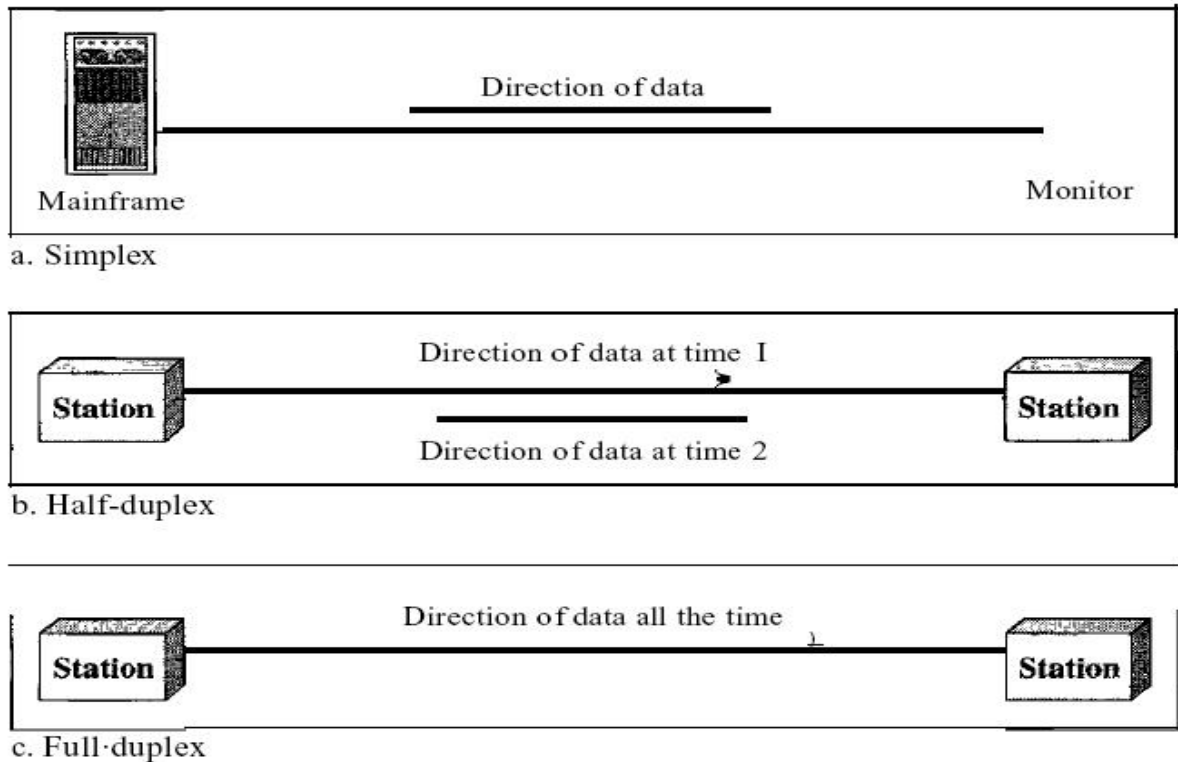 Direction of data
Mainframe
Monitor
a. Simplex
Direction of data at time I
Station
Station
Direction of data at time 2
b. Half-duplex
Direction of data all the time
Station
Station
c. Full·duplex